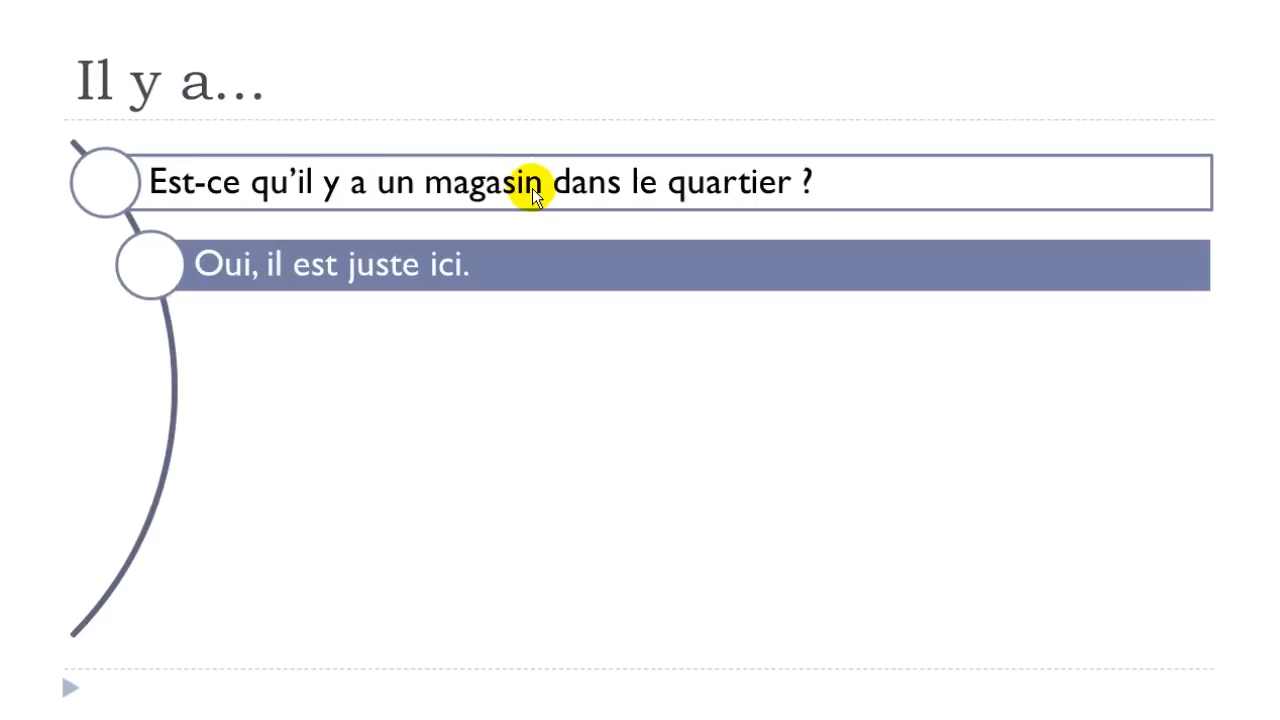 Il y a...
Est-ce qu’il y a un magasin dans le quartier ?
Oui, il est juste ici.